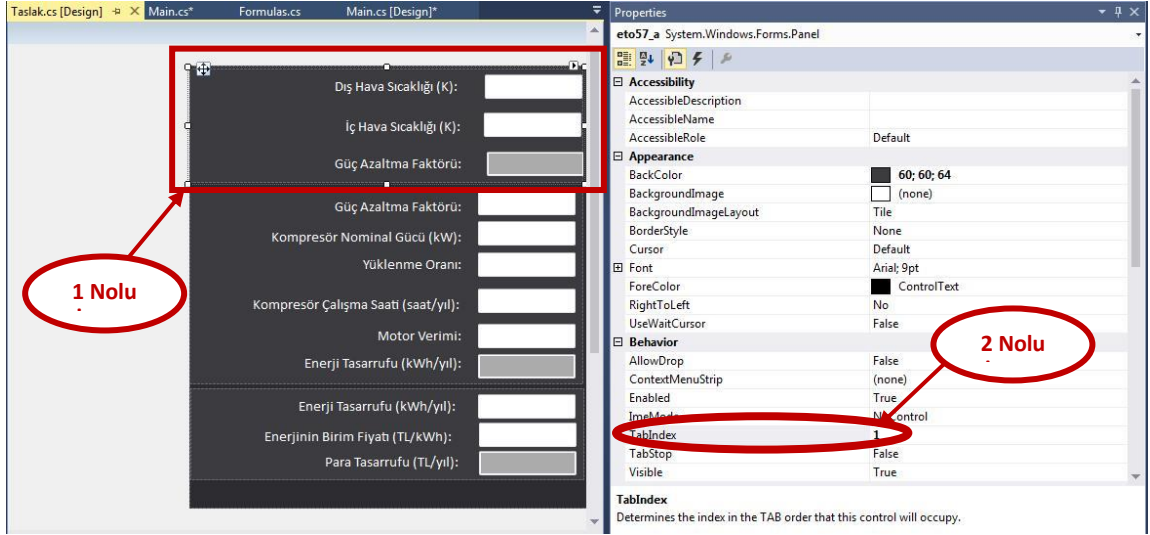 Taslak.cs [Design]
Main.cs*
Formulas.cs
Main.cs [Design]*
Dış Hava Sıcaklığı (K):
İç Hava Sıcaklığı (K):
Güç Azaltma Faktörü:
Güç Azaltma Faktörü:
Kompresör Nominal Gücü (kW):
Yüklenme Oranı:
Kompresör Çalışma Saati (saat/yıl):
Motor Verimi:
Enerji Tasarrufu (kWh/yıl):
Enerji Tasarrufu (kWh/yıl):
Enerjinin Birim Fiyatı (TL/kWh):
Para Tasarrufu (TL/yıl):
1 Nolu
Properties
eto57_a System.Windows.Forms.Panel
Accessibility
AccessibleDescription
AccessibleName
AccessibleRole Default
Appearance
BackColor 60; 60; 64
BackgroundImage (none)
BackgroundImageLayout Tile
BorderStyle None
Cursor Default
Font Arial; 9pt
ForeColor ControlText
RightToLeft No
UseWaitCursor False
Behavior
2 Nolu
AllowDrop False
ContextMenuStrip (none)
Enabled True
TabIndex 1
TabStop False
Visible True
TabIndex
Determines the index in the TAB order that this control will occupy.